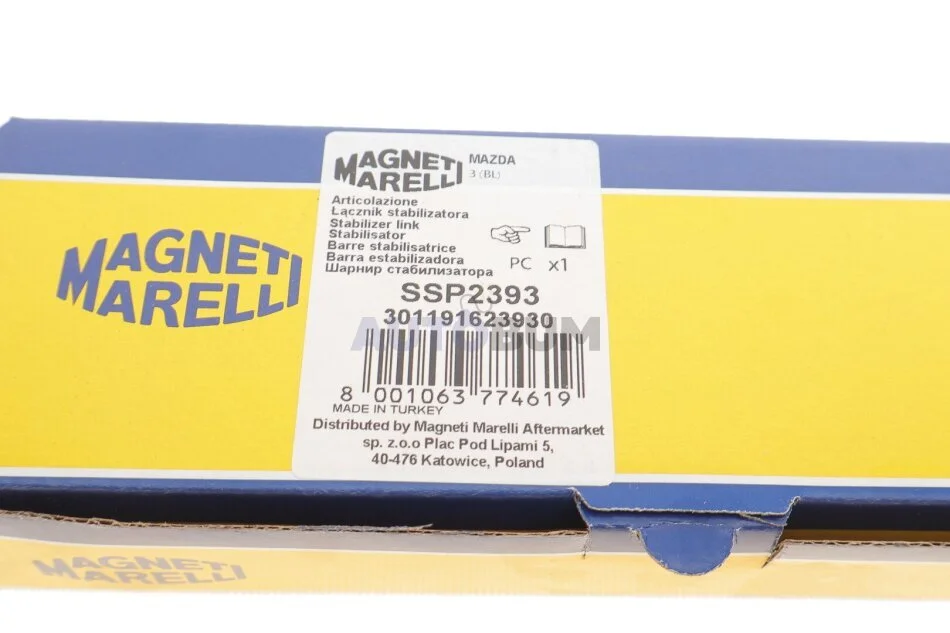 MAGNETI
MARELLI
MAZDA
3 (BL)
Articolazione
Łącznik stabilizatora
Stabilizer link
Stabilisator
Barre stabilisatrice
Barra estabilizadora
Шарнир стабилизатора
PC x1
SSP2393
301191623930
AUTOBUM
8 001063 774619
MADE IN TURKEY
Distributed by Magneti Marelli Aftermarket
sp. z.o.o Plac Pod Lipami 5,
40-476 Katowice, Poland
MAGNETI
MARELLI
MAGNETI
MARELLI